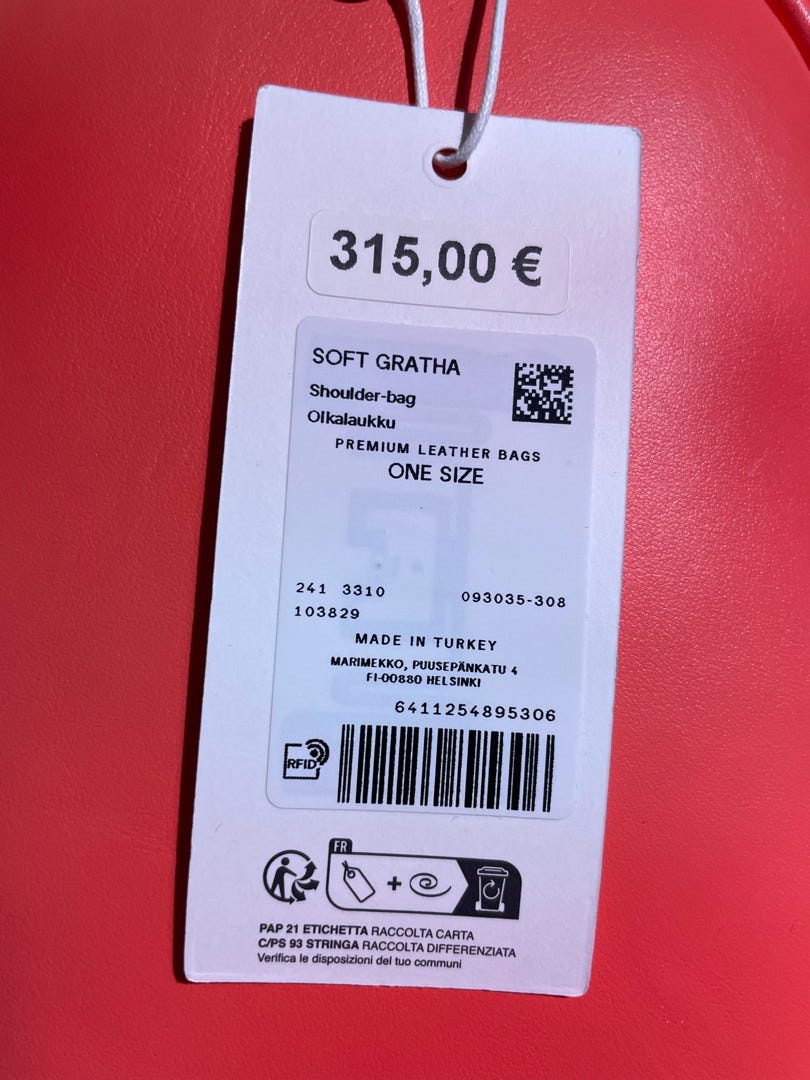 315,00 €
SOFT GRATHA
Shoulder-bag
Olkalaukku
PREMIUM LEATHER BAGS
ONE SIZE
241 3310
093035-308
103829
MADE IN TURKEY
MARIMEKKO, PUUSEPÄNKATU 4
FI-00880 HELSINKI
6411254895306
RFID
FR
PAP 21 ETICHETTA RACCOLTA CARTA
C/PS 93 STRINGA RACCOLTA DIFFERENZIATA
Verifica le disposizioni del tuo communi